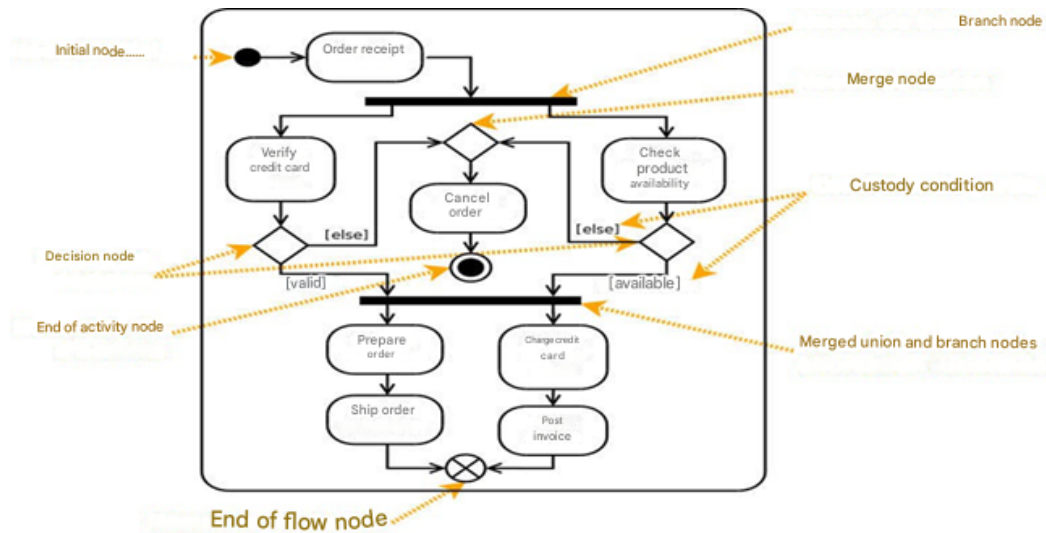 Branch node
Initial node......
Order receipt
Merge node
Verify
credit card
Check
product
availability
Custody condition
Cancel
order
[else]
[else]
Decision node
[valid]
[available]
End of activity node
Prepare
order
Charge credit
card
Merged union and branch nodes
Ship order
Post
invoice
End of flow node